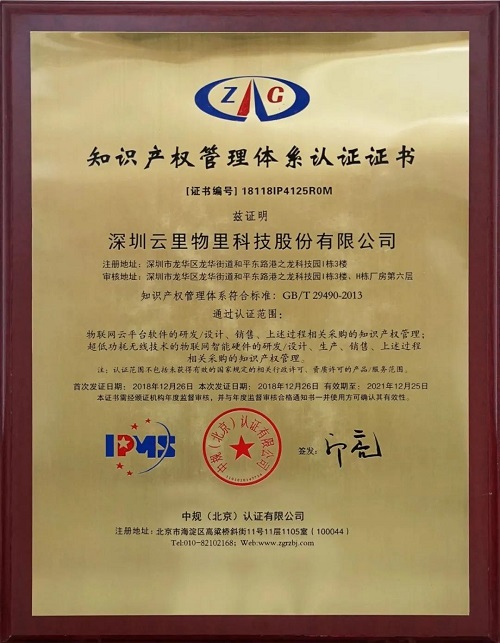 ZG
知识产权管理体系认证证书
[证书编号] 18118IP4125R0M
兹证明
深圳云里物里科技股份有限公司
注册地址：深圳市龙华区龙华街道和平东路港之龙科技园I栋3楼
审核地址：深圳市龙华区龙华街道和平东路港之龙科技园I栋3楼、H栋厂房第六层
知识产权管理体系符合标准：GB/T 29490-2013
通过认证范围：
物联网云平台软件的研发/设计、销售、上述过程相关采购的知识产权管理；
超低功耗无线技术的物联网智能硬件的研发/设计、生产、销售、上述过程
相关采购的知识产权管理。
注：认证范围不包括未获得有效的国家规定的相关行政许可、资质许可的产品/服务范围。
首次发证日期：2018年12月26日 本次发证日期：2018年12月26日 有效期至：2021年12月25日
本证书需经颁证机构年度监督审核，并与年度监督审核合格通知书一并使用方可确认其有效性。
IPMS
中规（北京）认证有限公司
签发：
中规（北京）认证有限公司
注册地址：北京市海淀区高粱桥斜街11号11层1105室（100044）
Tel:010-82102168; Web:www.zgrzbj.com